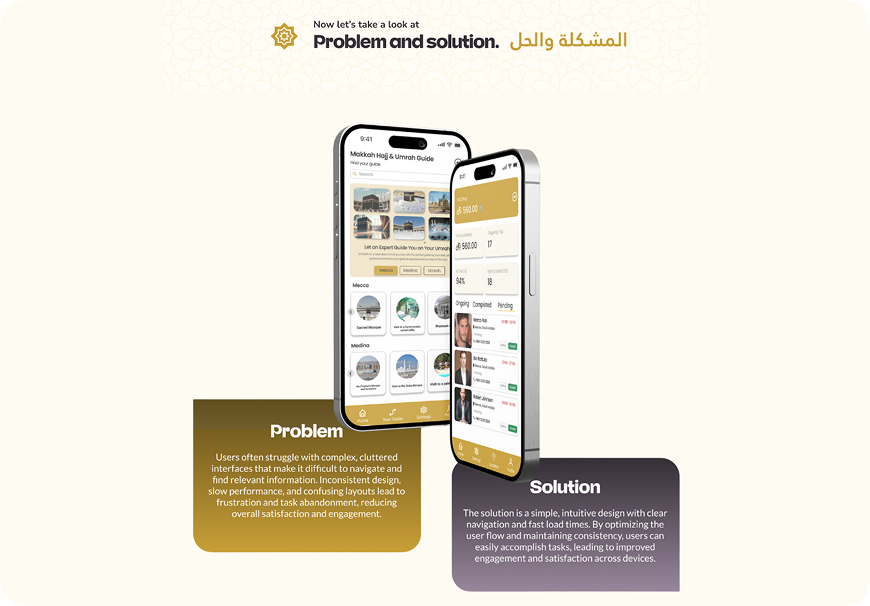 Now let's take a look at
Problem and solution.
المشكلة والحل
9:41
Makkah Hajj & Umrah Guide
Find your guide
Search
Let an Expert Guide You on Your Umrah
Mecca
Medina
Umrah
Mecca
Sacred Mosque
Medina
Home
Your Guide
Settings
9:41
560.00
560.00
Ongoing Trip
17
94%
18
Ongoing
Completed
Pending
Problem
Users often struggle with complex, cluttered
interfaces that make it difficult to navigate and
find relevant information. Inconsistent design,
slow performance, and confusing layouts lead to
frustration and task abandonment, reducing
overall satisfaction and engagement.
Solution
The solution is a simple, intuitive design with clear
navigation and fast load times. By optimizing the
user flow and maintaining consistency, users can
easily accomplish tasks, leading to improved
engagement and satisfaction across devices.